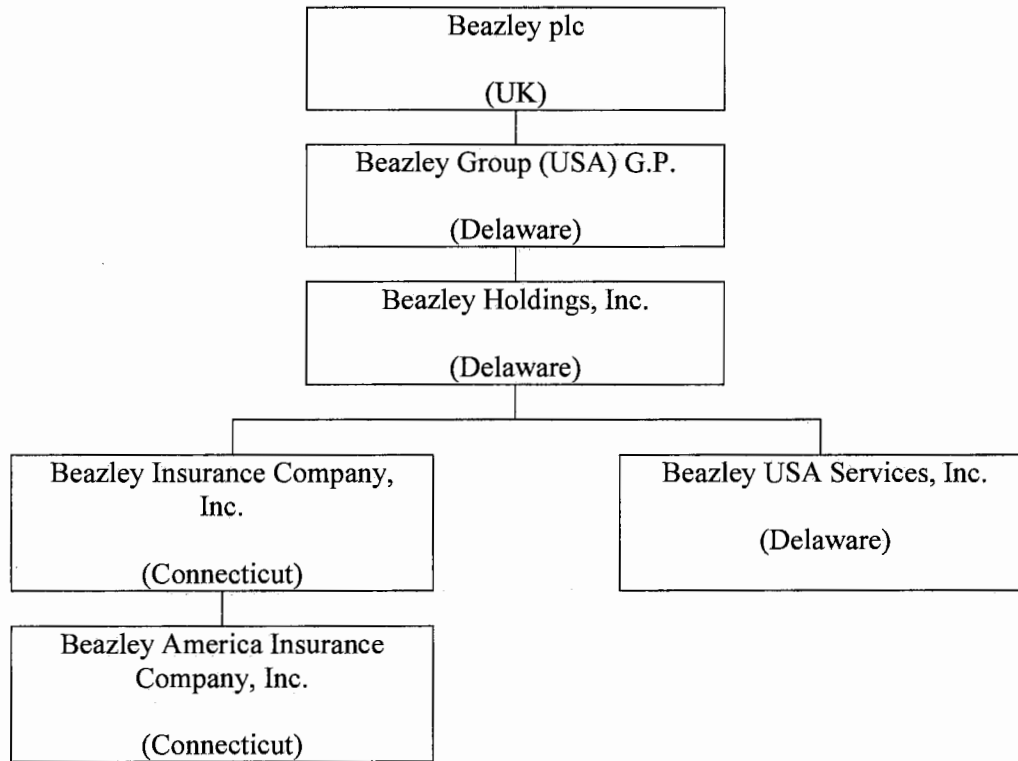 Beazley plc
(UK)
Beazley Group (USA) G.P.
(Delaware)
Beazley Holdings, Inc.
(Delaware)
Beazley Insurance Company,
Inc.
(Connecticut)
Beazley USA Services, Inc.
(Delaware)
Beazley America Insurance
Company, Inc.
(Connecticut)